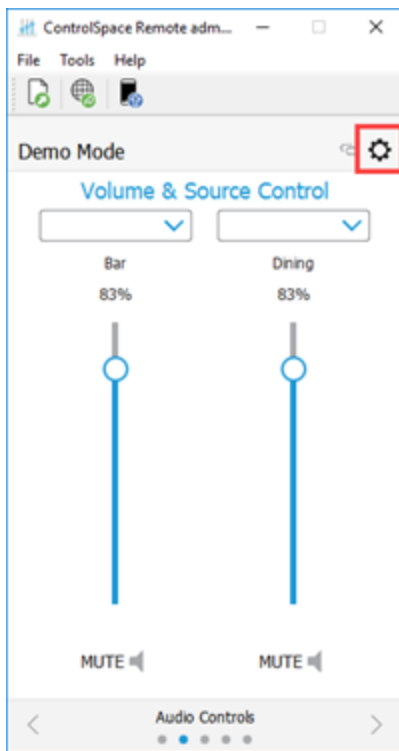 ControlSpace Remote adm...
File Tools Help
Demo Mode
Volume & Source Control
Bar Dining
83% 83%
MUTE MUTE
Audio Controls